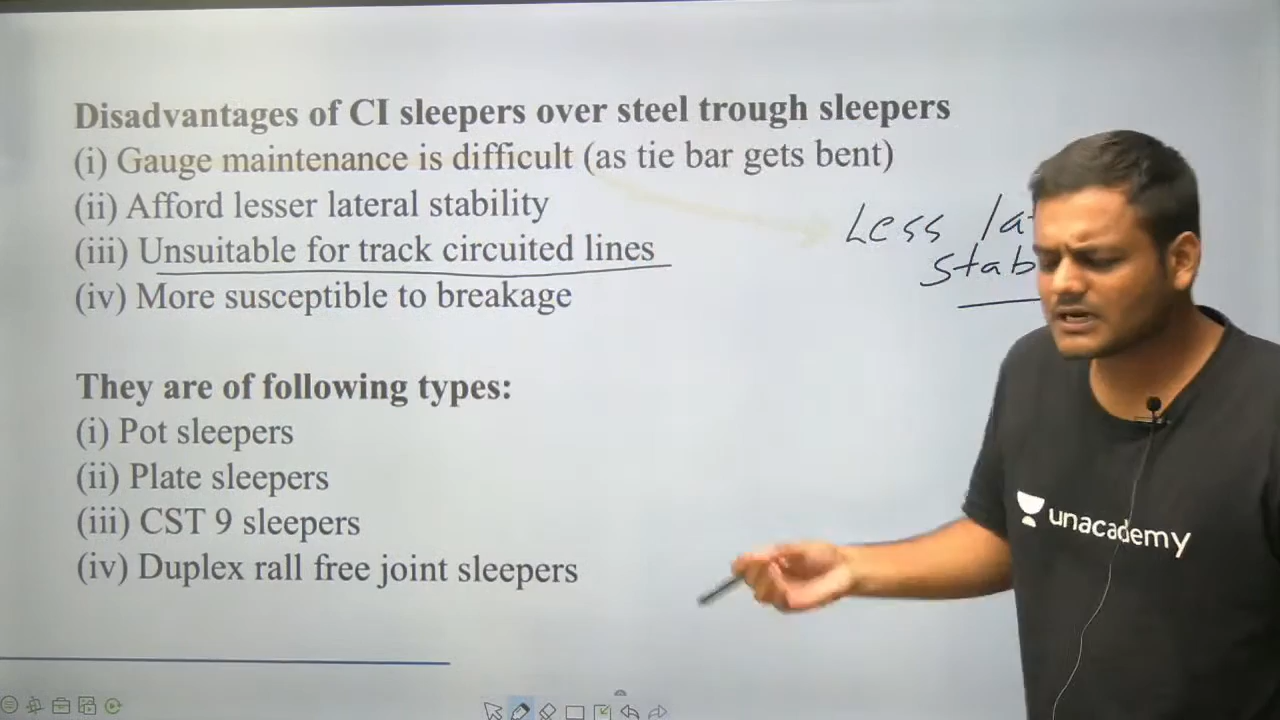 Disadvantages of CI sleepers over steel trough sleepers
(i) Gauge maintenance is difficult (as tie bar gets bent)
(ii) Afford lesser lateral stability
(iii) Unsuitable for track circuited lines
(iv) More susceptible to breakage
Less
They are of following types:
(i) Pot sleepers
(ii) Plate sleepers
(iii) CST 9 sleepers
(iv) Duplex rall free joint sleepers
unacademy